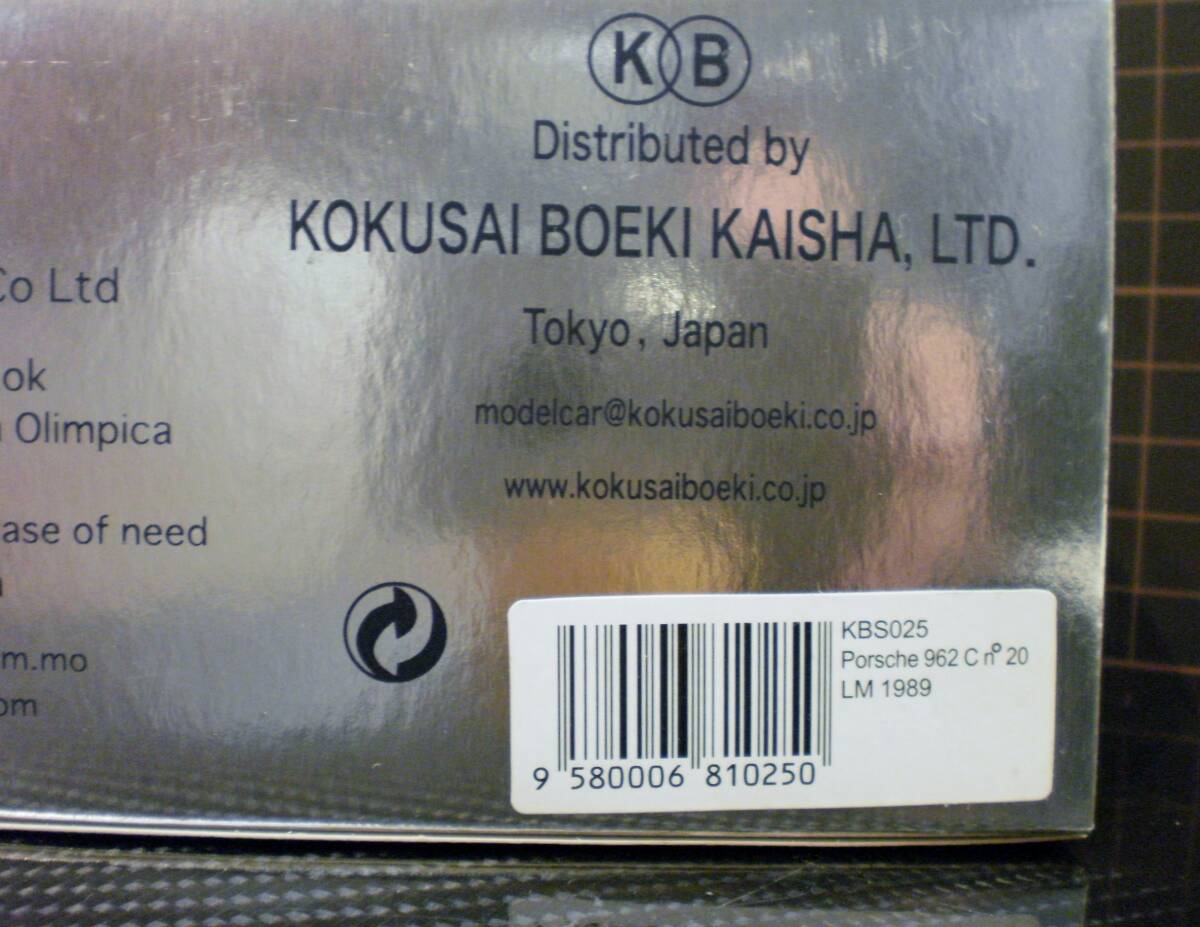 K B
Distributed by
KOKUSAI BOEKI KAISHA, LTD.
Tokyo, Japan
modelcar@kokusaiboeki.co.jp
www.kokusaiboeki.co.jp
Co Ltd
ok
Olimpica
ase of need
m.mo
om
KBS025
Porsche 962 C nº 20
LM 1989
9 580006 810250